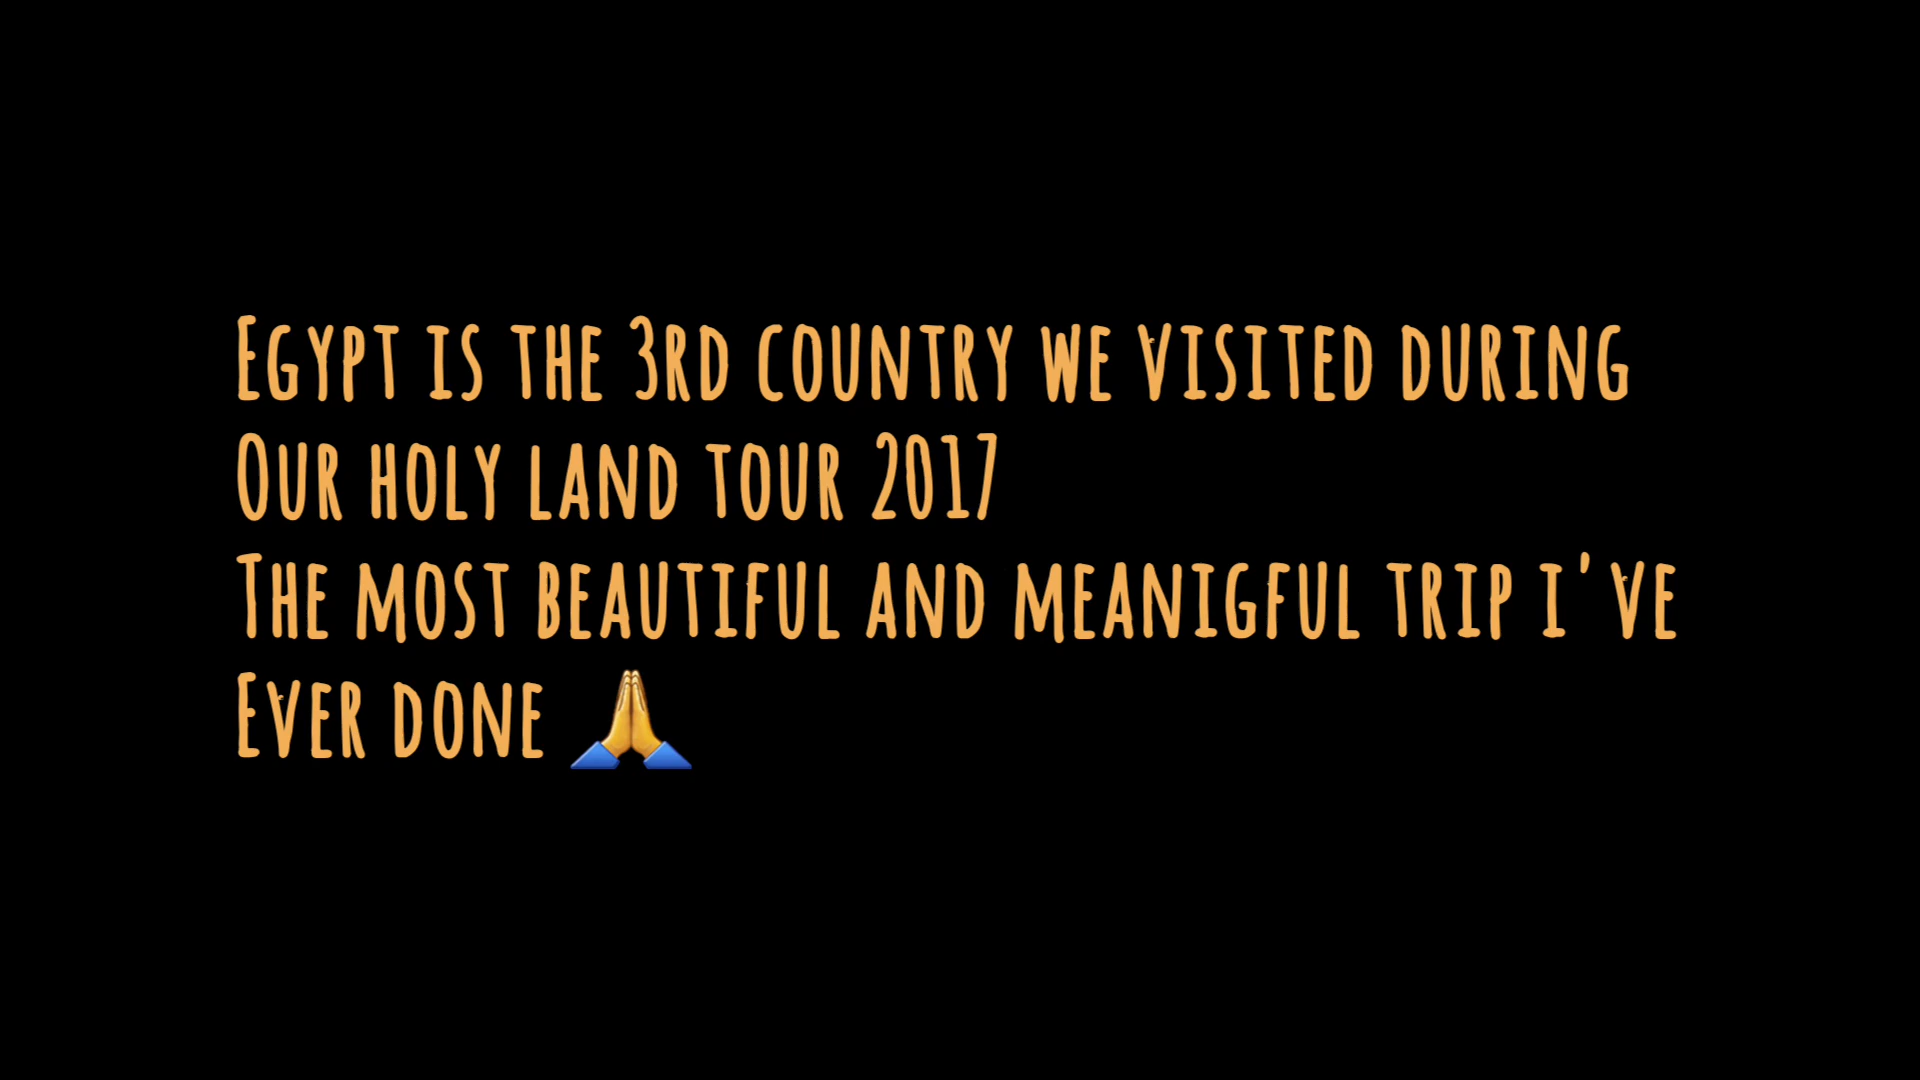 Egypt is the 3rd country we visited during
Our holy land tour 2017
The most beautiful and meanigful trip i've
Ever done 🙏